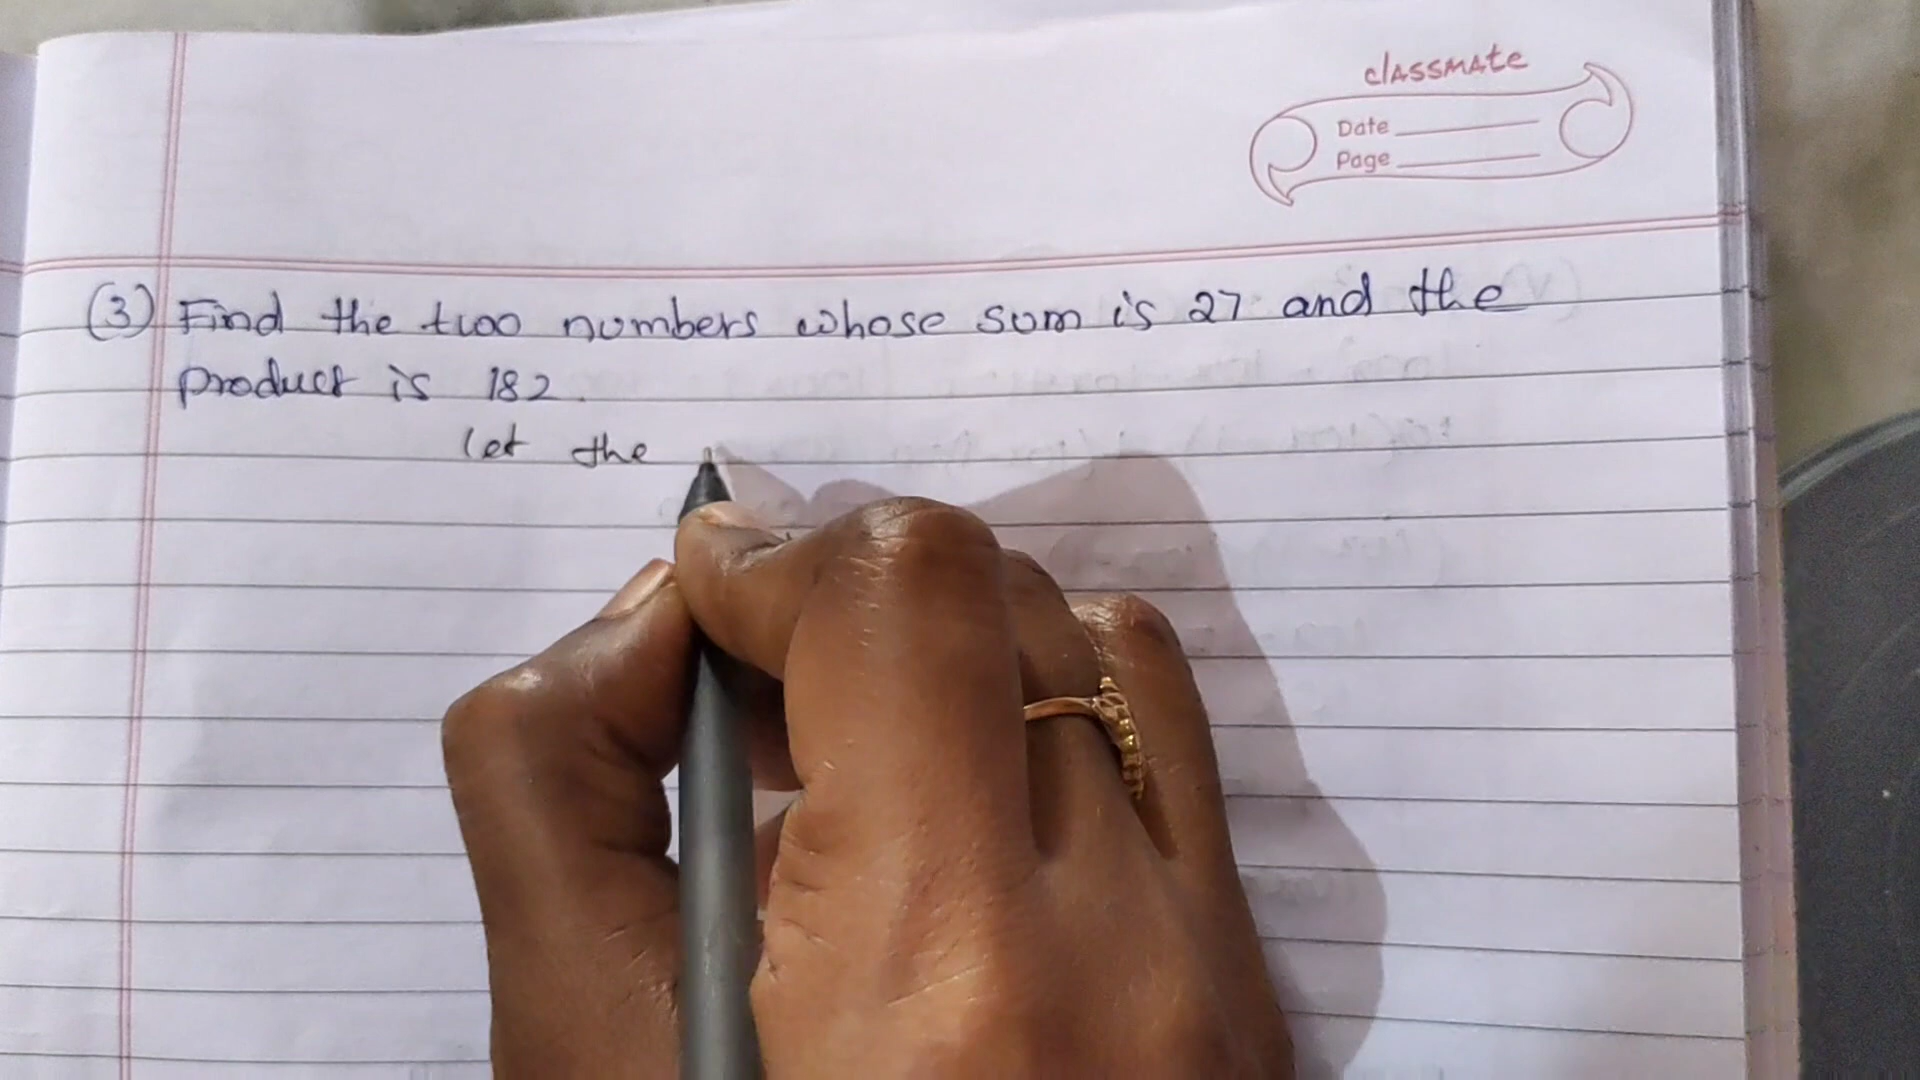 classmate
Date
Page
(3) Find the two numbers whose sum is 27 and the
product is 182.
let the